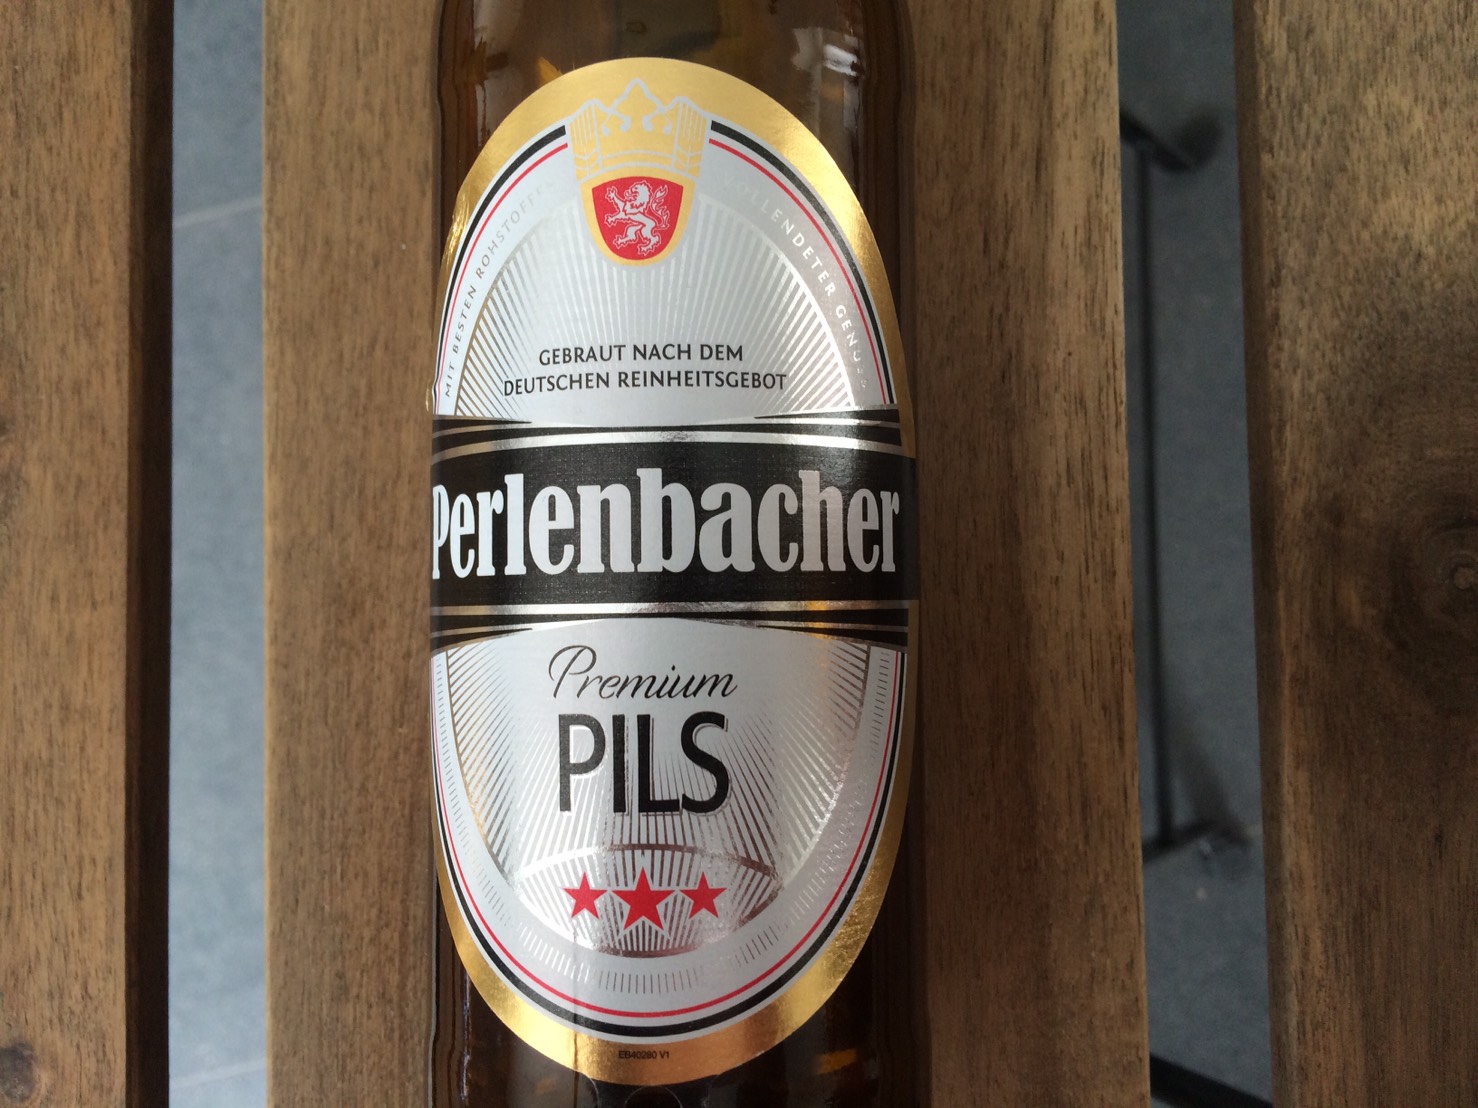 MIT BESTEN ROHSTOFFEN
VOLLENDETER GENUSS
GEBRAUT NACH DEM
DEUTSCHEN REINHEITSGEBOT
Perlenbacher
Premium
PILS
EB40280 V1